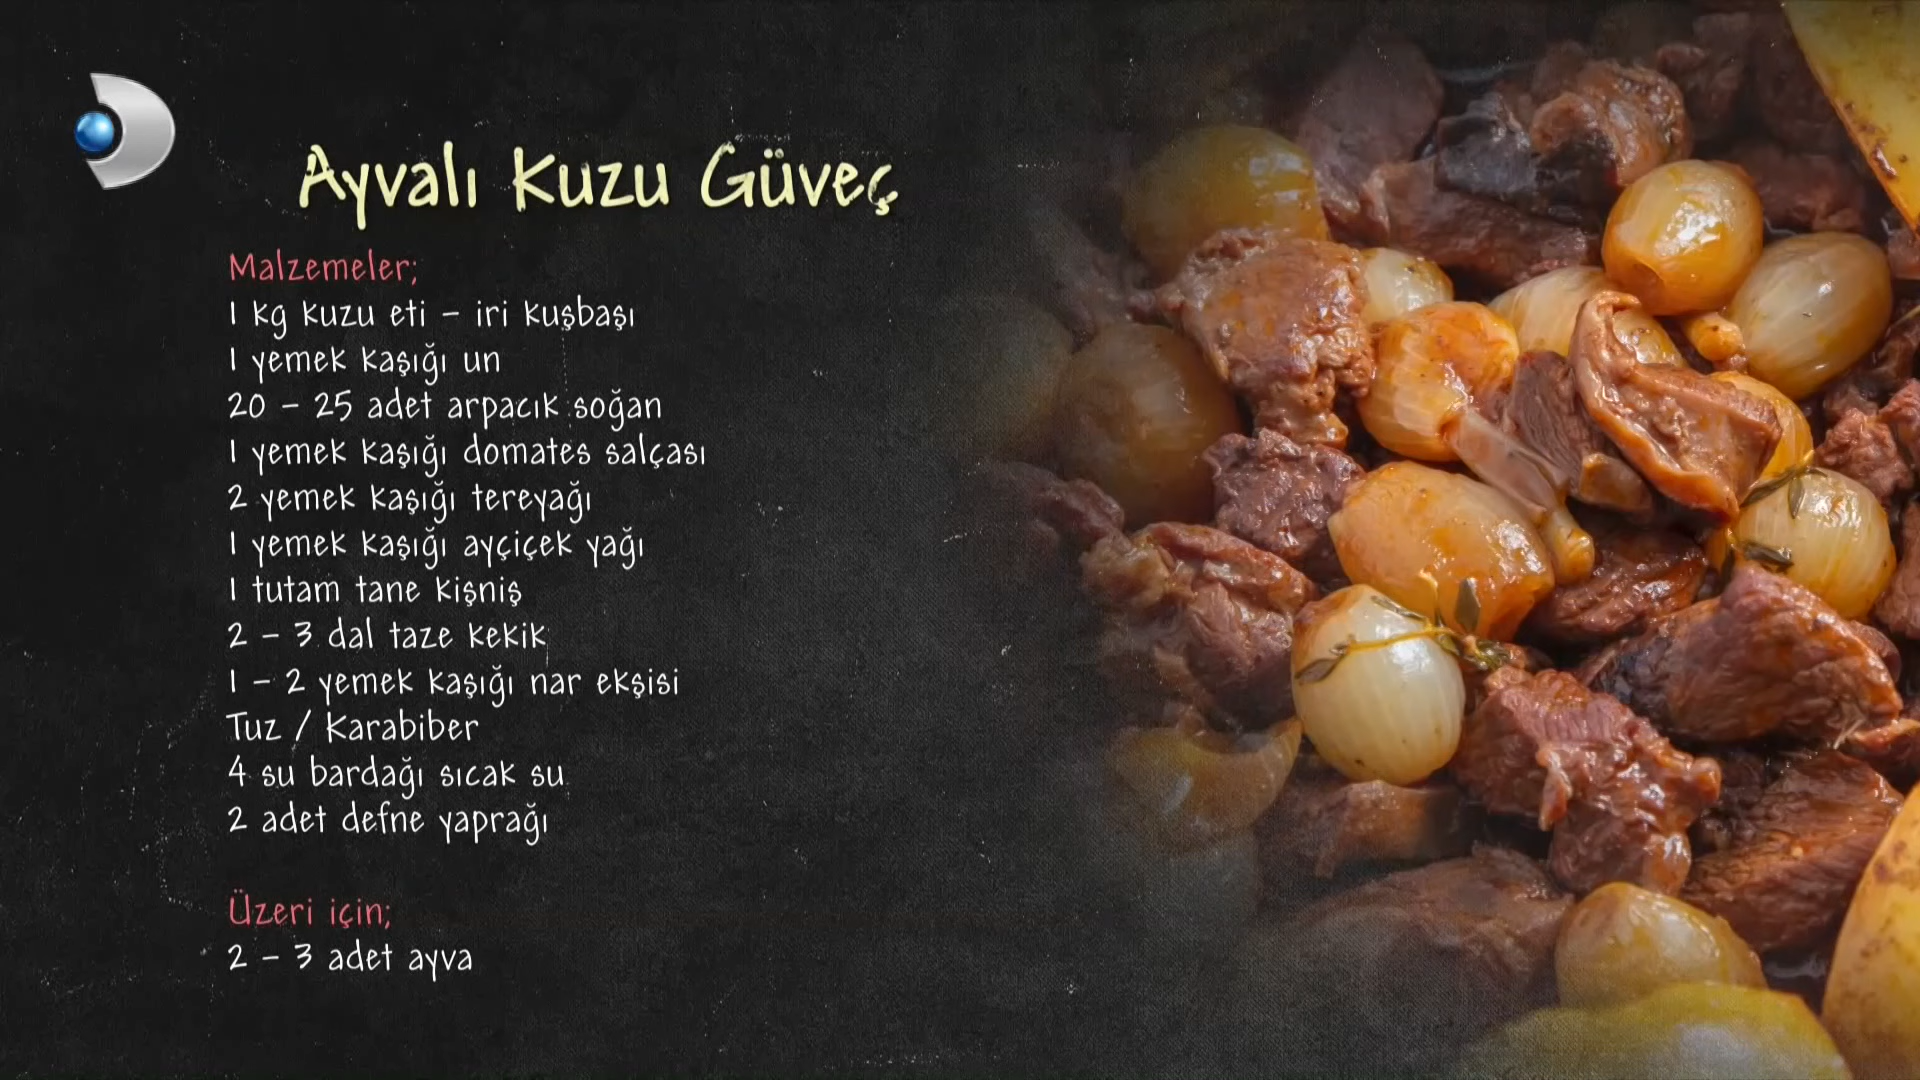 Ayvalı Kuzu Güveç
Malzemeler;
1 kg kuzu eti – iri kuşbaşı
1 yemek kaşığı un
20 – 25 adet arpacık soğan
1 yemek kaşığı domates salçası
2 yemek kaşığı tereyağı
1 yemek kaşığı ayçiçek yağı
1 tutam tane kişniş
2 – 3 dal taze kekik
1 – 2 yemek kaşığı nar ekşisi
Tuz / Karabiber
4 su bardağı sıcak su
2 adet defne yaprağı
Üzeri için;
2 – 3 adet ayva